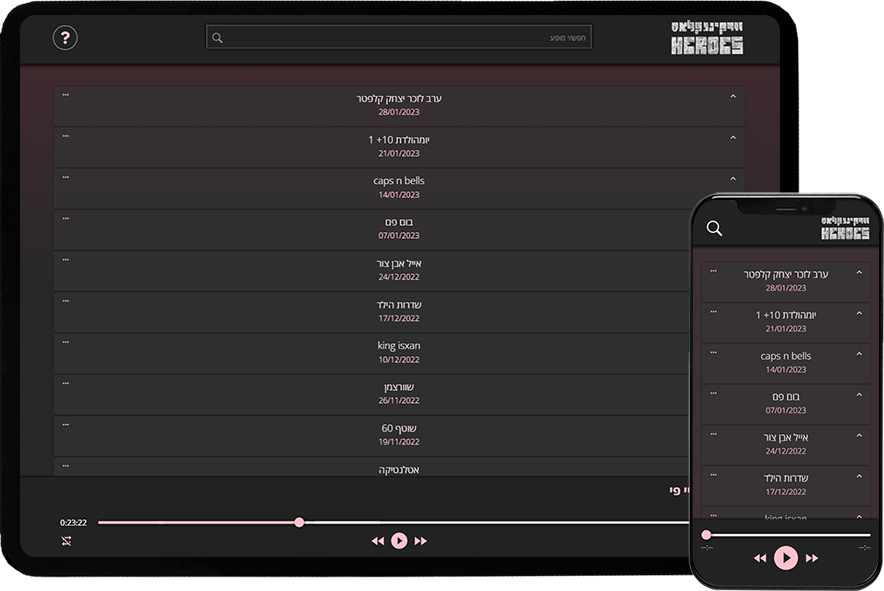 ?
חפש/י מופע
HEROES
ערב לזכר יצחק קלפטר
28/01/2023
יומהולדת 10+ 1
21/01/2023
caps n bells
14/01/2023
בום פם
07/01/2023
אייל אבן צור
24/12/2022
שדרות הילד
17/12/2022
king isxan
10/12/2022
שוורצמן
26/11/2022
שוטף 60
19/11/2022
אטלנטיקה
יי פי
0:23:22
HEROES
ערב לזכר יצחק קלפטר
28/01/2023
יומהולדת 10+ 1
21/01/2023
caps n bells
14/01/2023
בום פם
07/01/2023
אייל אבן צור
24/12/2022
שדרות הילד
17/12/2022
king isxan
-:--
-:--